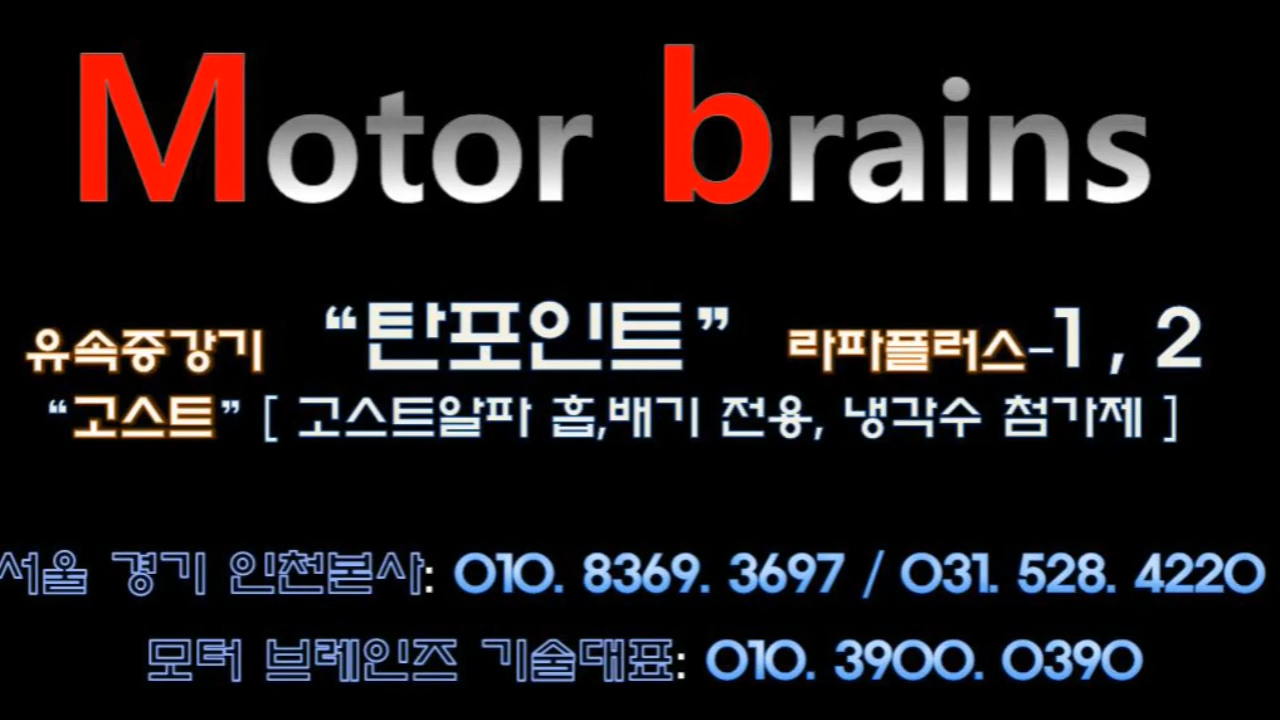 Motor brains
유속증강기 “탄포인트” 라파플러스-1 , 2
“고스트” [ 고스트알파 흡,배기 전용, 냉각수 첨가제 ]
서울 경기 인천본사: 010. 8369. 3697 / 031. 528. 4220
모터 브레인즈 기술대표: 010. 3900. 0390